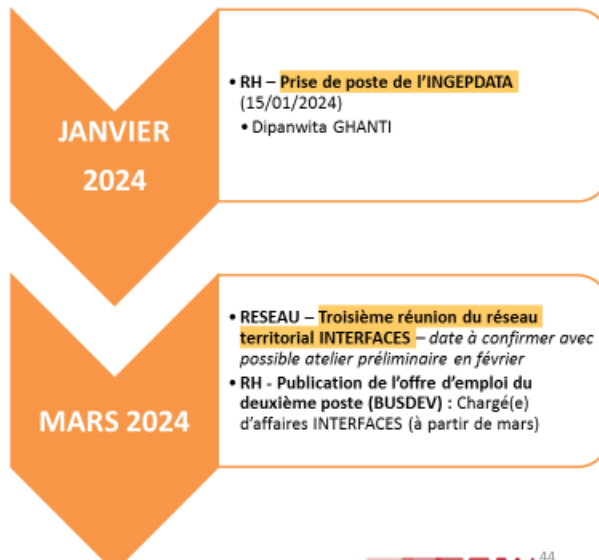 JANVIER
2024
• RH – Prise de poste de l'INGEPDATA
(15/01/2024)
• Dipanwita GHANTI
MARS 2024
• RESEAU – Troisième réunion du réseau
territorial INTERFACES – date à confirmer avec
possible atelier préliminaire en février
• RH - Publication de l'offre d'emploi du
deuxième poste (BUSDEV) : Chargé(e)
d'affaires INTERFACES (à partir de mars)
44